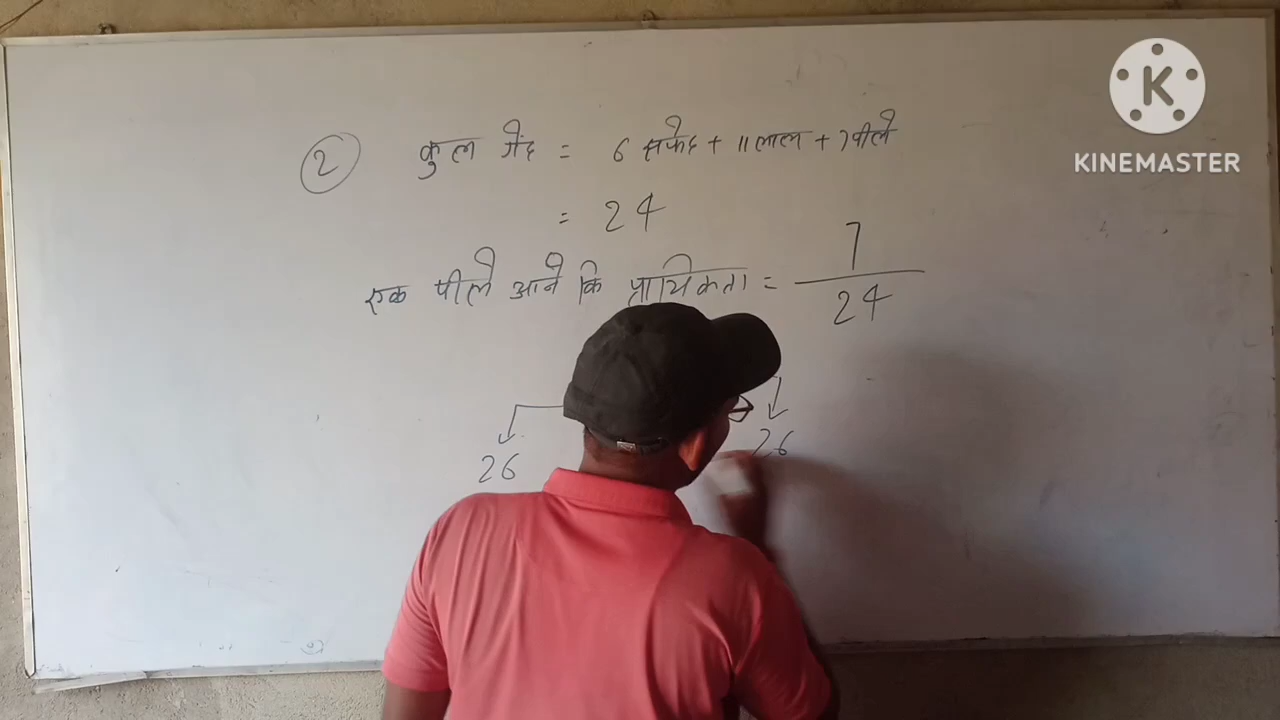 ② कुल गेंद = 6 सफेद + 11 लाल + 7 पीले
= 24
एक पीले आने कि प्रायिकता = 7/24
26 26
K
KINEMASTER